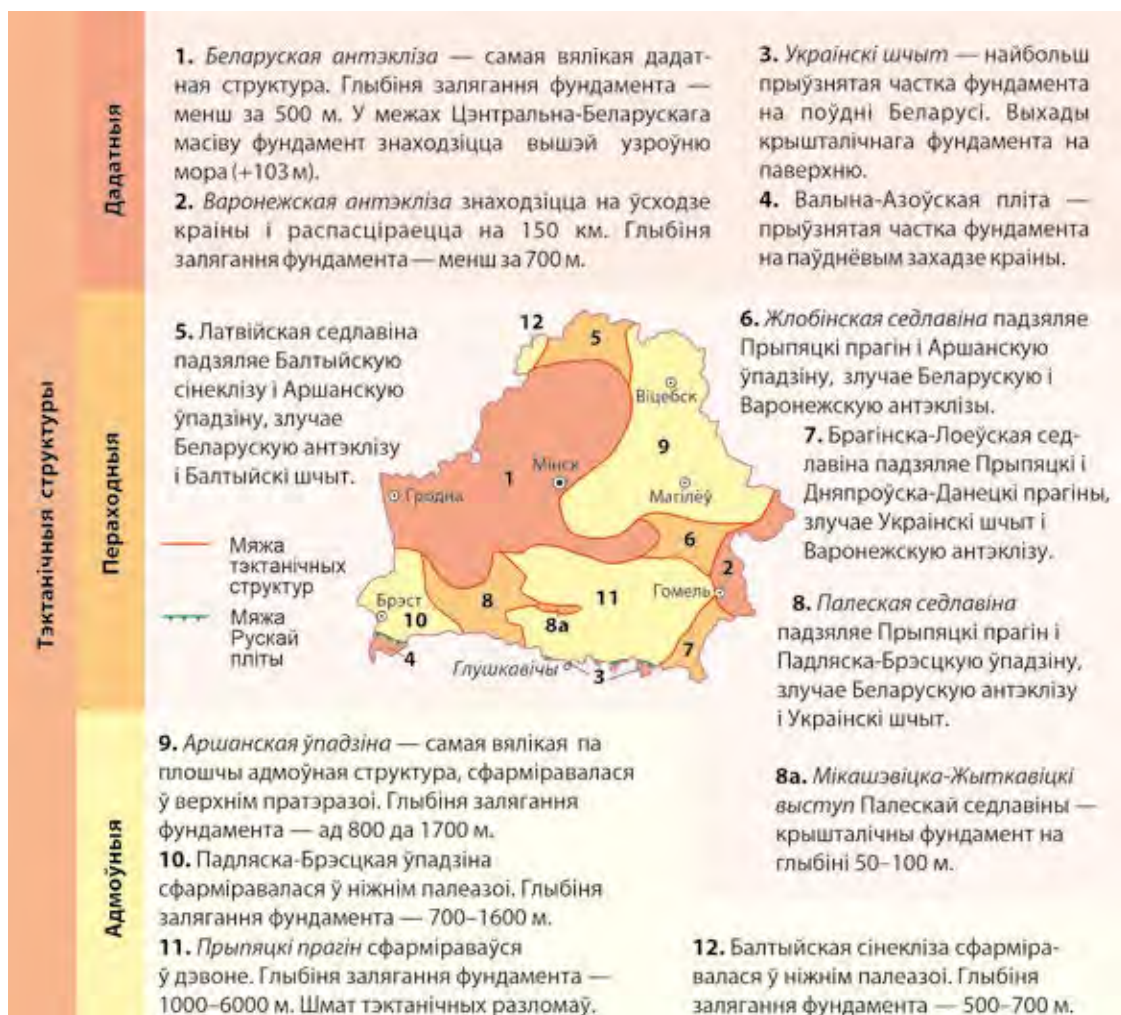 Тэктанічныя структуры
Дадатныя
1. Беларуская антэкліза — самая вялікая дадат-
ная структура. Глыбіня залягання фундамента —
менш за 500 м. У межах Цэнтральна-Беларускага
масіву фундамент знаходзіцца вышэй узроўню
мора (+103 м).
2. Варонежская антэкліза знаходзіцца на ўсходзе
краіны і распасціраецца на 150 км. Глыбіня
залягання фундамента — менш за 700 м.
3. Украінскі шчыт — найбольш
прыўзнятая частка фундамента
на поўдні Беларусі. Выхады
крышталічнага фундамента на
паверхню.
4. Валына-Азоўская пліта —
прыўзнятая частка фундамента
на паўднёвым захадзе краіны.
Пераходныя
5. Латвійская седлавіна
падзяляе Балтыйскую
сінеклізу і Аршанскую
ўпадзіну, злучае
Беларускую антэклізу
і Балтыйскі шчыт.
Мяжа
тэктанічных
структур
Мяжа
Рускай
пліты
12
5
Віцебск
9
Мінск
1
Гродна
Магілёў
6
2
Гомель
11
8
8а
Брэст
10
4
Глушкавічы
3
7
6. Жлобінская седлавіна падзяляе
Прыпяцкі прагін і Аршанскую
ўпадзіну, злучае Беларускую і
Варонежскую антэклізы.
7. Брагінска-Лоеўская сед-
лавіна падзяляе Прыпяцкі і
Дняпроўска-Данецкі прагіны,
злучае Украінскі шчыт і
Варонежскую антэклізу.
8. Палеская седлавіна
падзяляе Прыпяцкі прагін і
Падляска-Брэсцкую ўпадзіну,
злучае Беларускую антэклізу
і Украінскі шчыт.
8а. Мікашэвіцка-Жыткавіцкі
выступ Палескай седлавіны —
крышталічны фундамент на
глыбіні 50–100 м.
Адмоўныя
9. Аршанская ўпадзіна — самая вялікая па
плошчы адмоўная структура, сфарміравалася
ў верхнім пратэразоі. Глыбіня залягання
фундамента — ад 800 да 1700 м.
10. Падляска-Брэсцкая ўпадзіна
сфарміравалася ў ніжнім палеазоі. Глыбіня
залягання фундамента — 700–1600 м.
11. Прыпяцкі прагін сфарміраваўся
ў дэвоне. Глыбіня залягання фундамента —
1000–6000 м. Шмат тэктанічных разломаў.
12. Балтыйская сінекліза сфарміра-
валася ў ніжнім палеазоі. Глыбіня
залягання фундамента — 500–700 м.